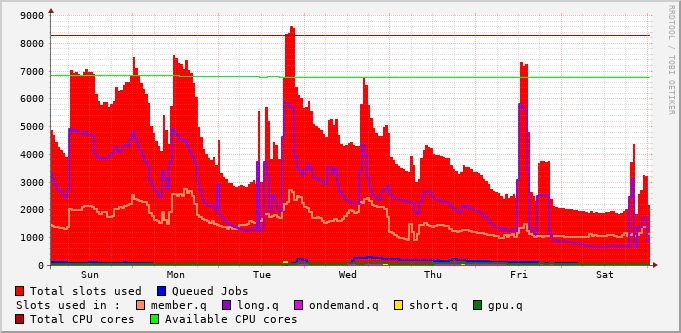 RRDTOOL / TOBI OETIKER
9000
8000
7000
6000
5000
4000
3000
2000
1000
0
Sun Mon Tue Wed Thu Fri Sat
Total slots used Queued Jobs
Slots used in : member.q long.q ondemand.q short.q gpu.q
Total CPU cores Available CPU cores